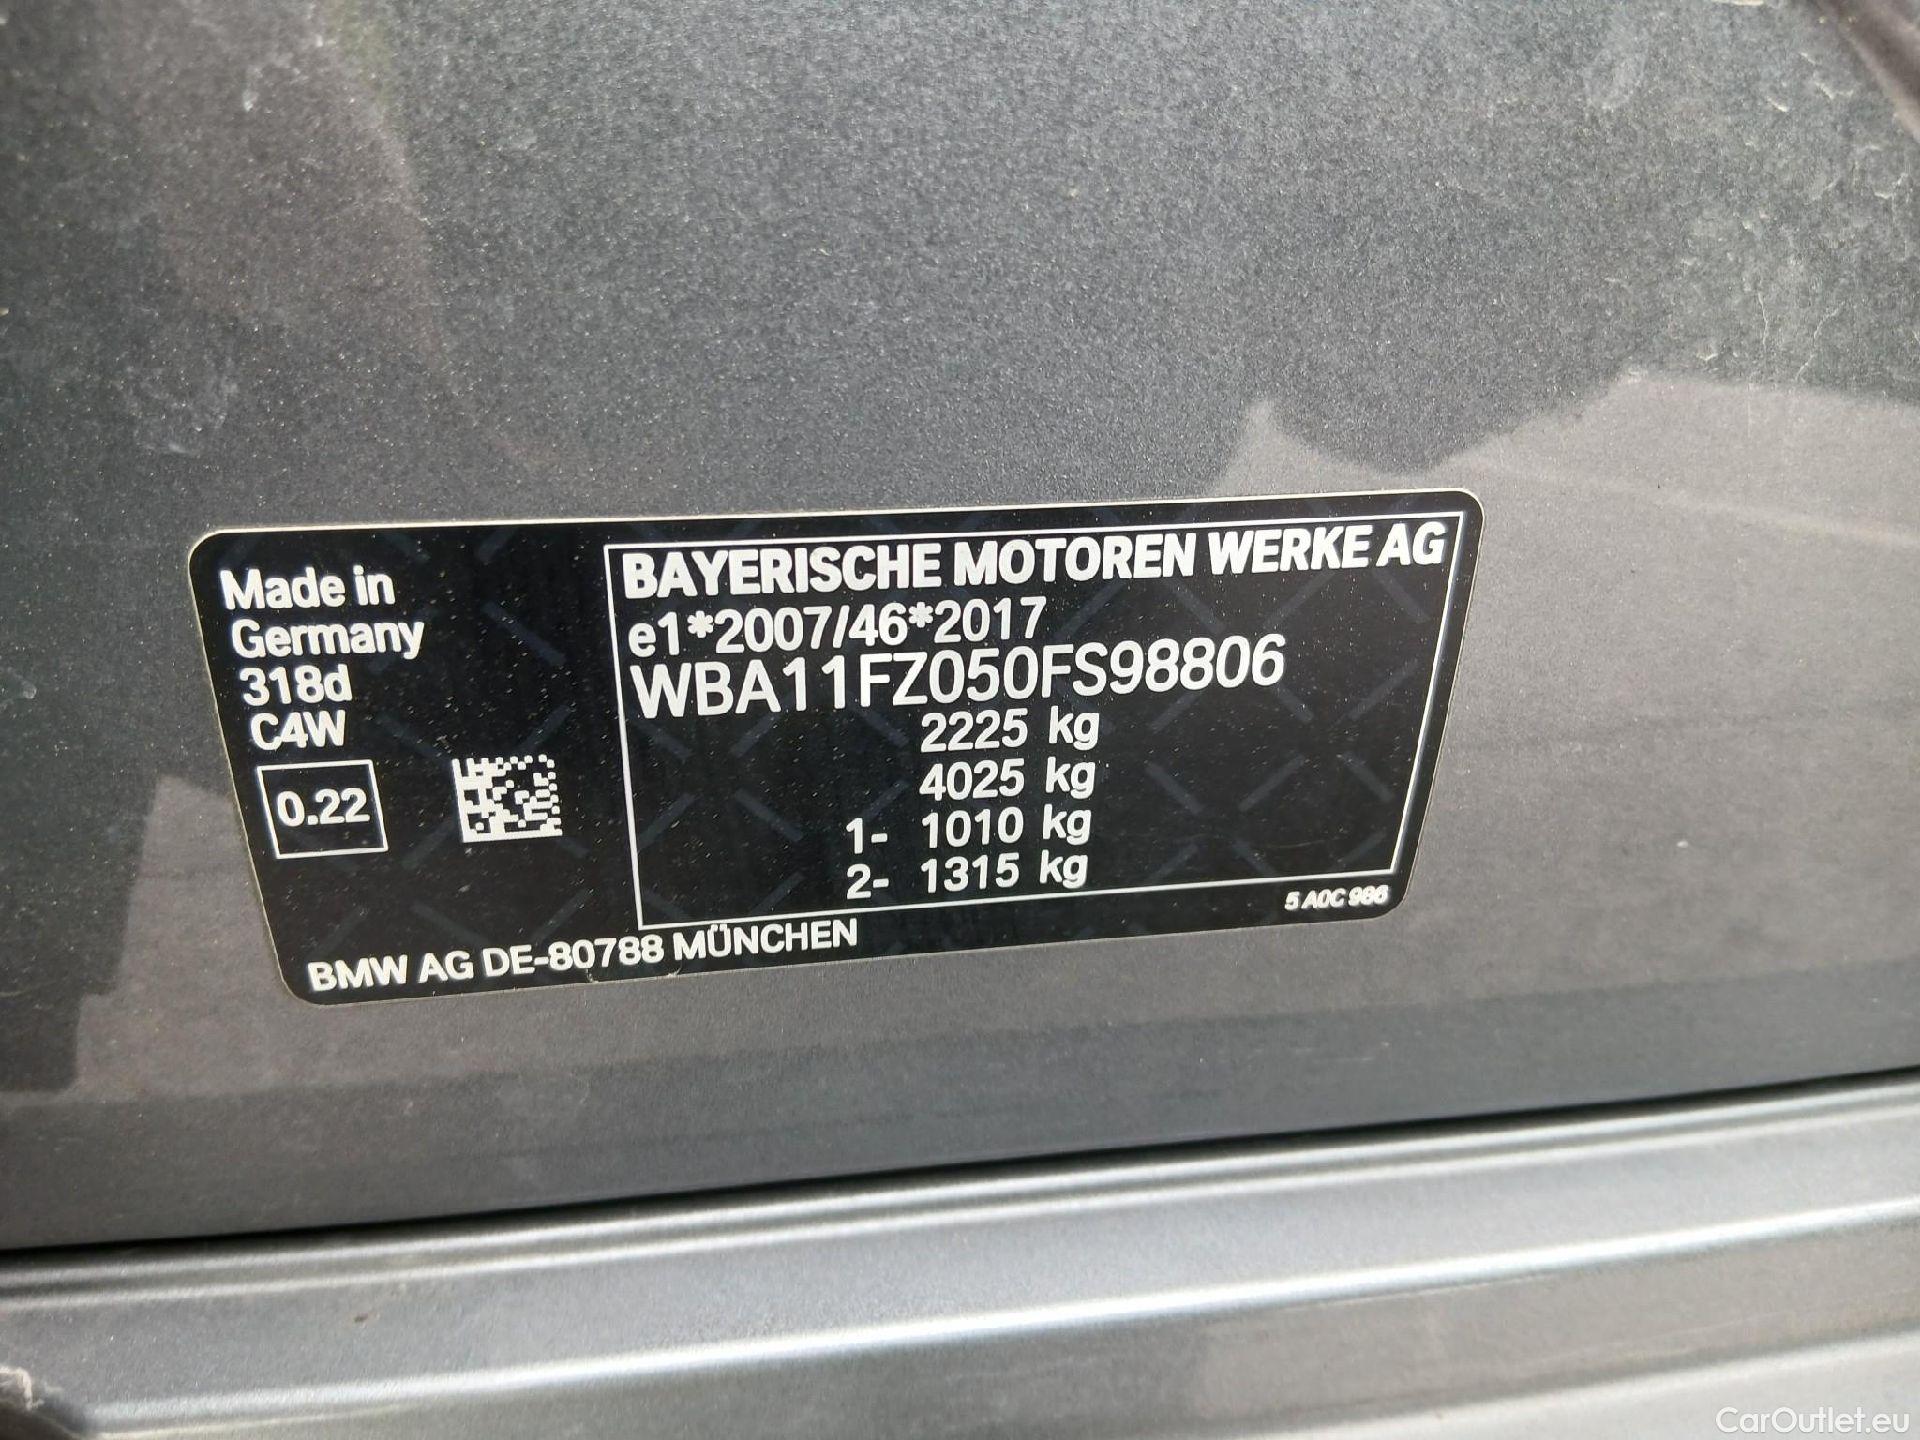 Made in
Germany
318d
C4W
0.22
BAYERISCHE MOTOREN WERKE AG
e1*2007/46*2017
WBA11FZ050FS98806
2225 kg
4025 kg
1- 1010 kg
2- 1315 kg
5 A0C 986
BMW AG DE-80788 MÜNCHEN
CarOutlet.eu